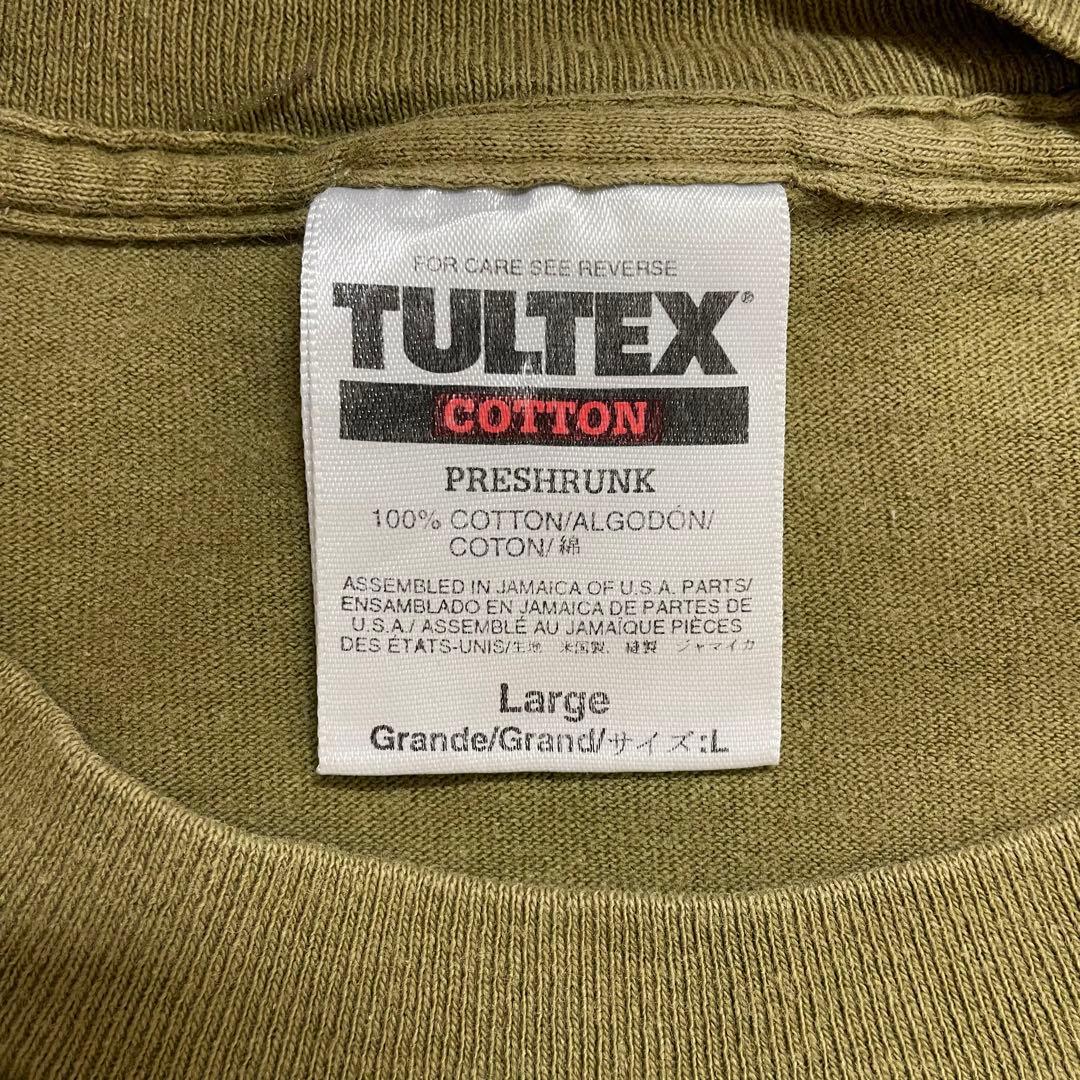 FOR CARE SEE REVERSE
TULTEX®
COTTON
PRESHRUNK
100% COTTON/ALGODÓN/
COTON/綿
ASSEMBLED IN JAMAICA OF U.S.A. PARTS/
ENSAMBLADO EN JAMAICA DE PARTES DE
U.S.A./ ASSEMBLÉ AU JAMAÏQUE PIÈCES
DES ÉTATS-UNIS/生地 米国製, 縫製 ジャマイカ
Large
Grande/Grand/サイズ:L